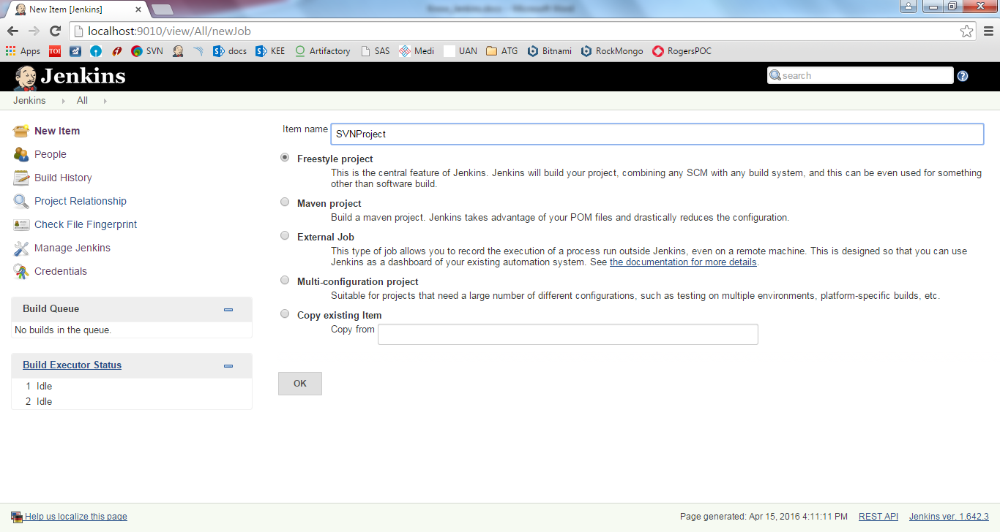 New Item [Jenkins]
localhost:9010/view/All/newJob
Apps TOI SVN docs KEE Artifactory SAS Medi UAN ATG Bitnami RockMongo RogersPOC
Jenkins
search
Jenkins All
New Item
People
Build History
Project Relationship
Check File Fingerprint
Manage Jenkins
Credentials
Build Queue
No builds in the queue.
Build Executor Status
1 Idle
2 Idle
Item name SVNProject
Freestyle project
This is the central feature of Jenkins. Jenkins will build your project, combining any SCM with any build system, and this can be even used for something
other than software build.
Maven project
Build a maven project. Jenkins takes advantage of your POM files and drastically reduces the configuration.
External Job
This type of job allows you to record the execution of a process run outside Jenkins, even on a remote machine. This is designed so that you can use
Jenkins as a dashboard of your existing automation system. See the documentation for more details.
Multi-configuration project
Suitable for projects that need a large number of different configurations, such as testing on multiple environments, platform-specific builds, etc.
Copy existing Item
Copy from
OK
Help us localize this page
Page generated: Apr 15, 2016 4:11:11 PM REST API Jenkins ver. 1.642.3